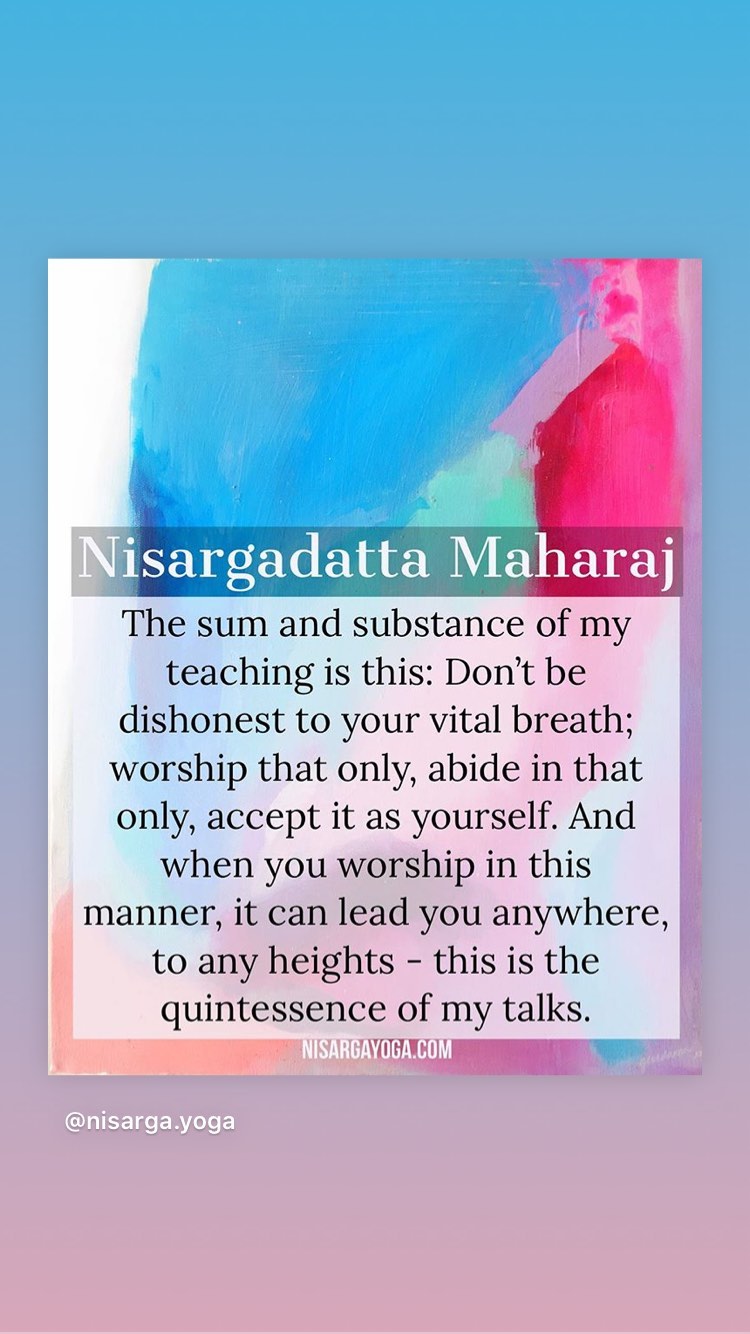 Nisargadatta Maharaj
The sum and substance of my
teaching is this: Don’t be
dishonest to your vital breath;
worship that only, abide in that
only, accept it as yourself. And
when you worship in this
manner, it can lead you anywhere,
to any heights - this is the
quintessence of my talks.
NISARGAYOGA.COM
@nisarga.yoga